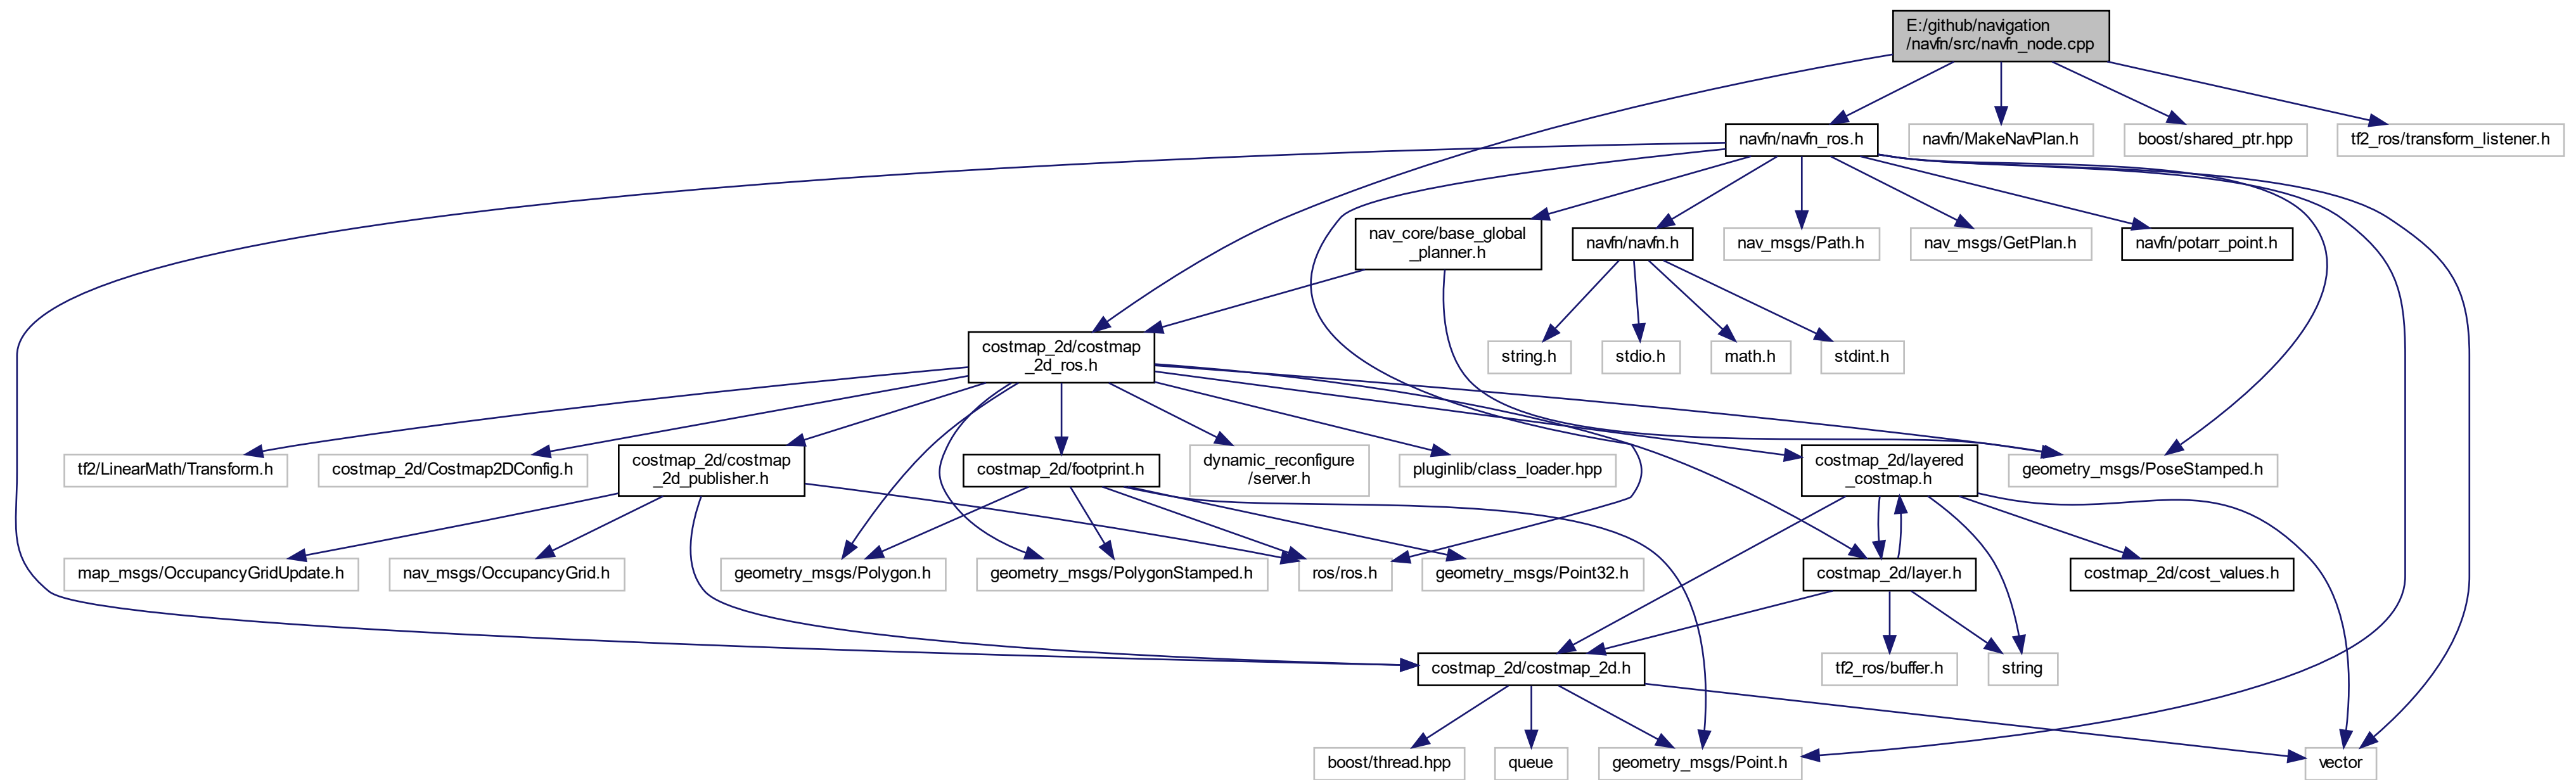 E:/github/navigation
/navfn/src/navfn_node.cpp
navfn/navfn_ros.h
navfn/MakeNavPlan.h
boost/shared_ptr.hpp
tf2_ros/transform_listener.h
nav_core/base_global
_planner.h
navfn/navfn.h
nav_msgs/Path.h
nav_msgs/GetPlan.h
navfn/potarr_point.h
costmap_2d/costmap
_2d_ros.h
string.h
stdio.h
math.h
stdint.h
tf2/LinearMath/Transform.h
costmap_2d/Costmap2DConfig.h
costmap_2d/costmap
_2d_publisher.h
costmap_2d/footprint.h
dynamic_reconfigure
/server.h
pluginlib/class_loader.hpp
costmap_2d/layered
_costmap.h
geometry_msgs/PoseStamped.h
map_msgs/OccupancyGridUpdate.h
nav_msgs/OccupancyGrid.h
geometry_msgs/Polygon.h
geometry_msgs/PolygonStamped.h
ros/ros.h
geometry_msgs/Point32.h
costmap_2d/layer.h
costmap_2d/cost_values.h
costmap_2d/costmap_2d.h
tf2_ros/buffer.h
string
boost/thread.hpp
queue
geometry_msgs/Point.h
vector